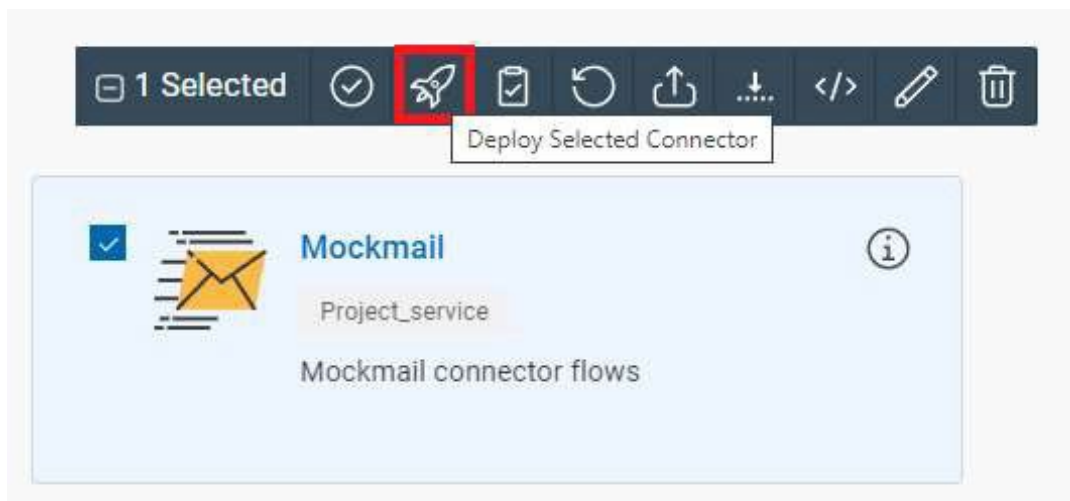 1 Selected
</>
Deploy Selected Connector
Mockmail
Project_service
Mockmail connector flows